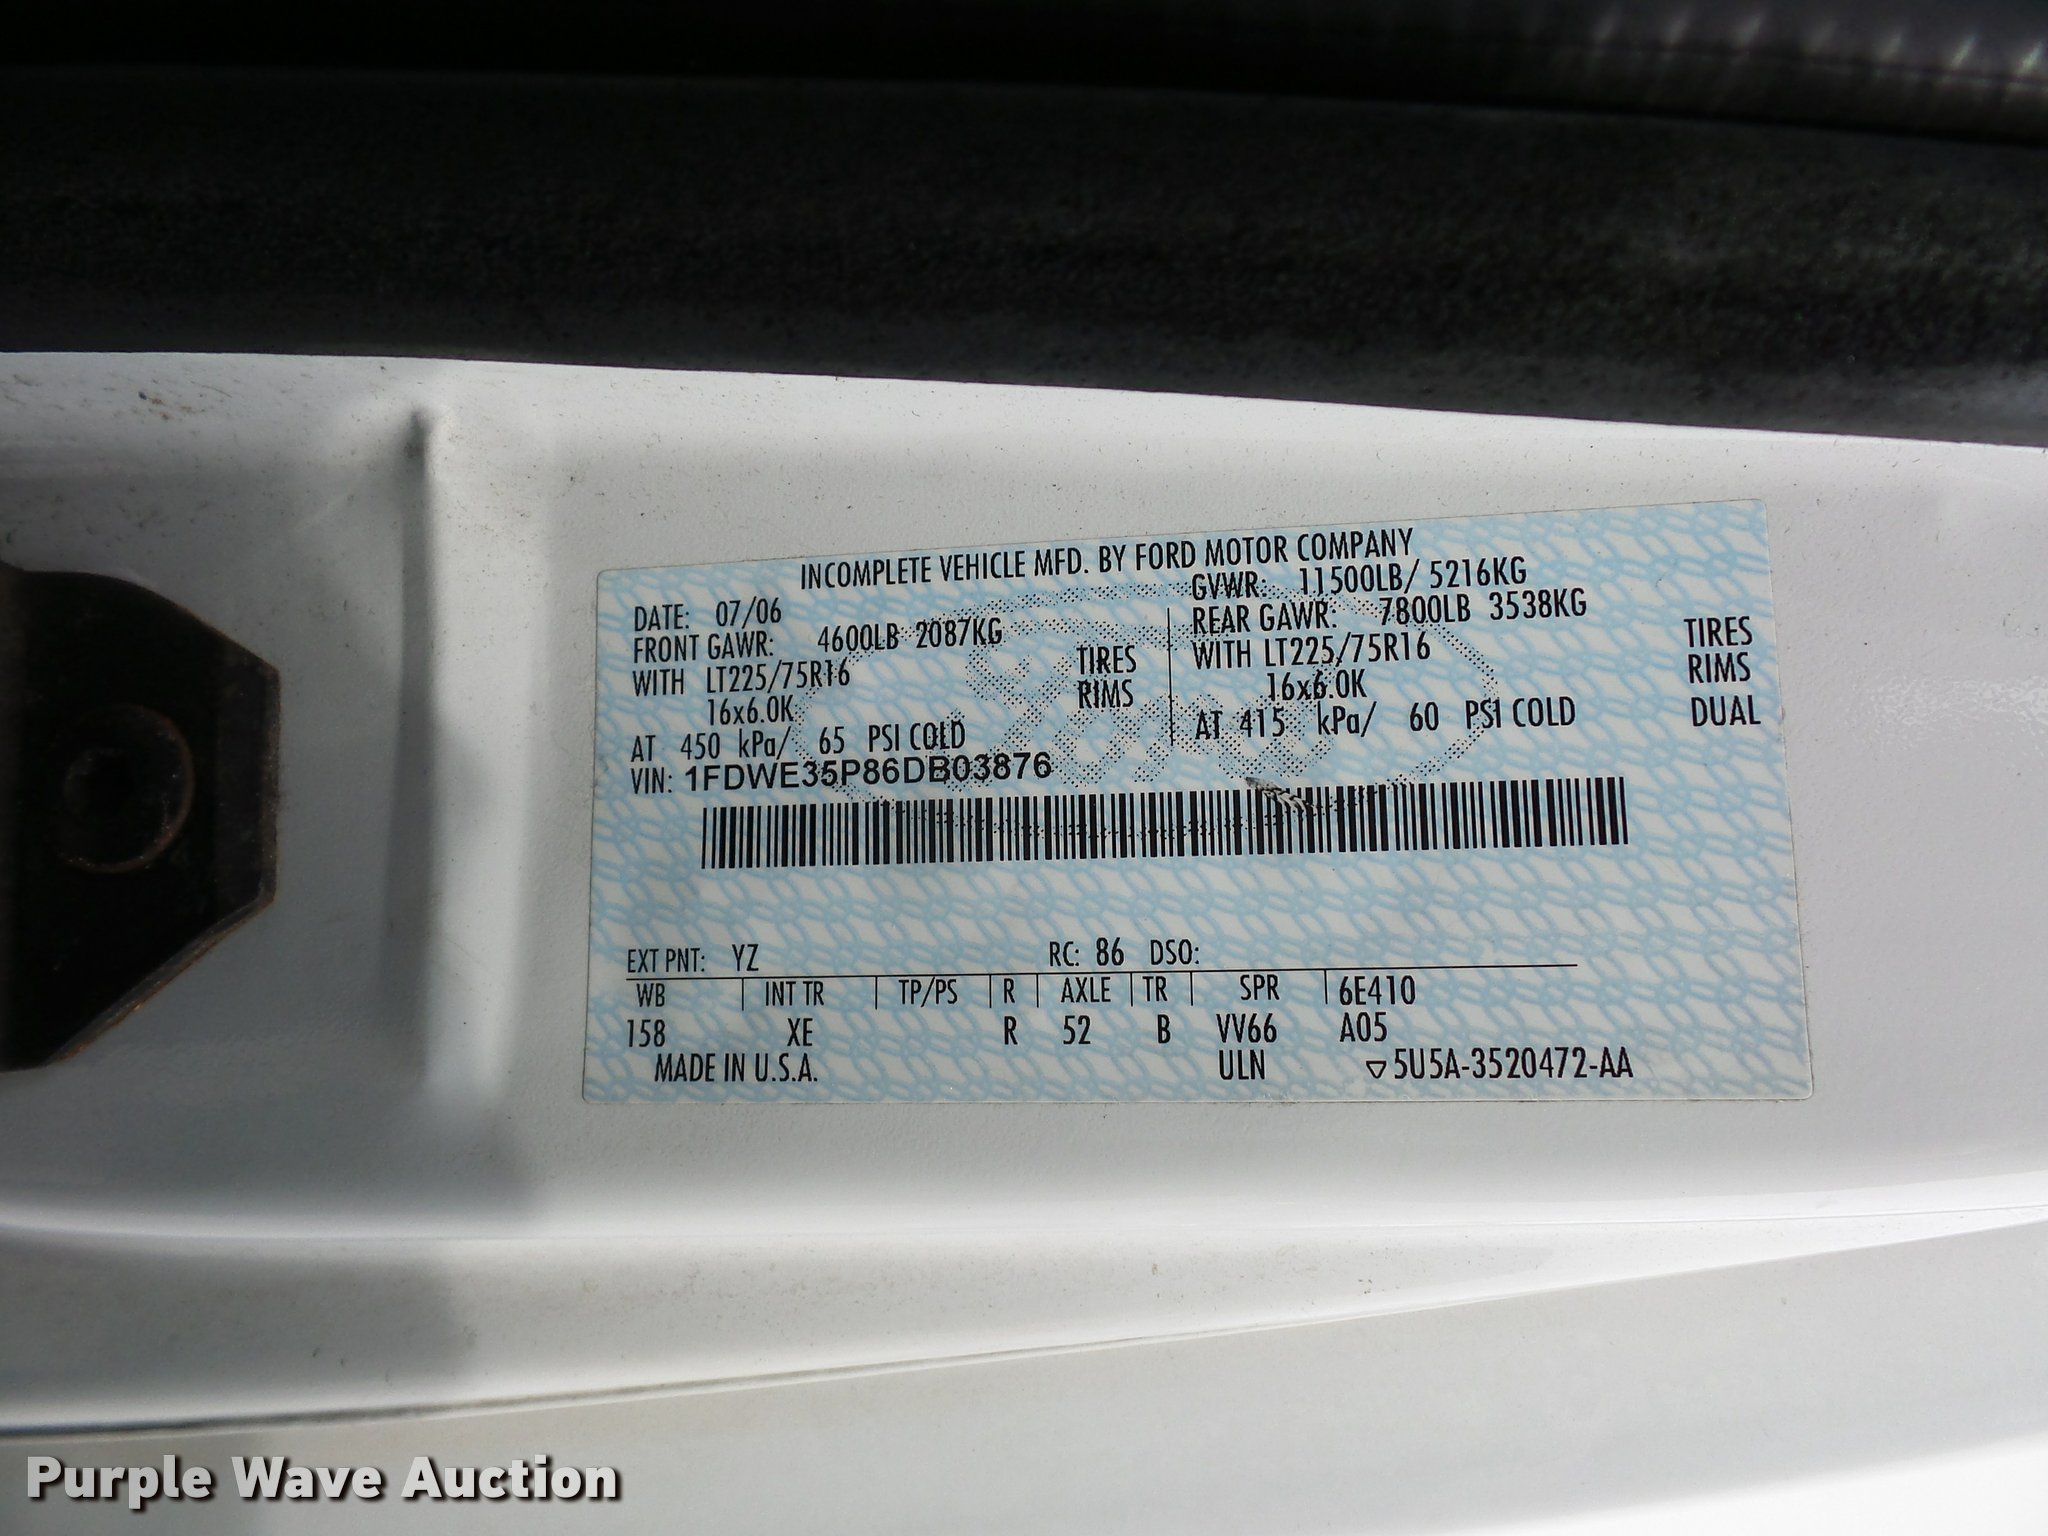 INCOMPLETE VEHICLE MFD. BY FORD MOTOR COMPANY
DATE: 07/06 GVWR: 11500LB/ 5216KG
FRONT GAWR: 4600LB 2087KG REAR GAWR: 7800LB 3538KG
WITH LT225/75R16 TIRES WITH LT225/75R16 TIRES
16x6.0K RIMS 16x6.0K RIMS
AT 450 kPa/ 65 PSI COLD AT 415 kPa/ 60 PSI COLD DUAL
VIN: 1FDWE35P86DB03876
EXT PNT: YZ RC: 86 DSO:
WB INT TR TP/PS R AXLE TR SPR 6E410
158 XE R 52 B VV66 A05
MADE IN U.S.A. ULN ▽5U5A-3520472-AA
Purple Wave Auction